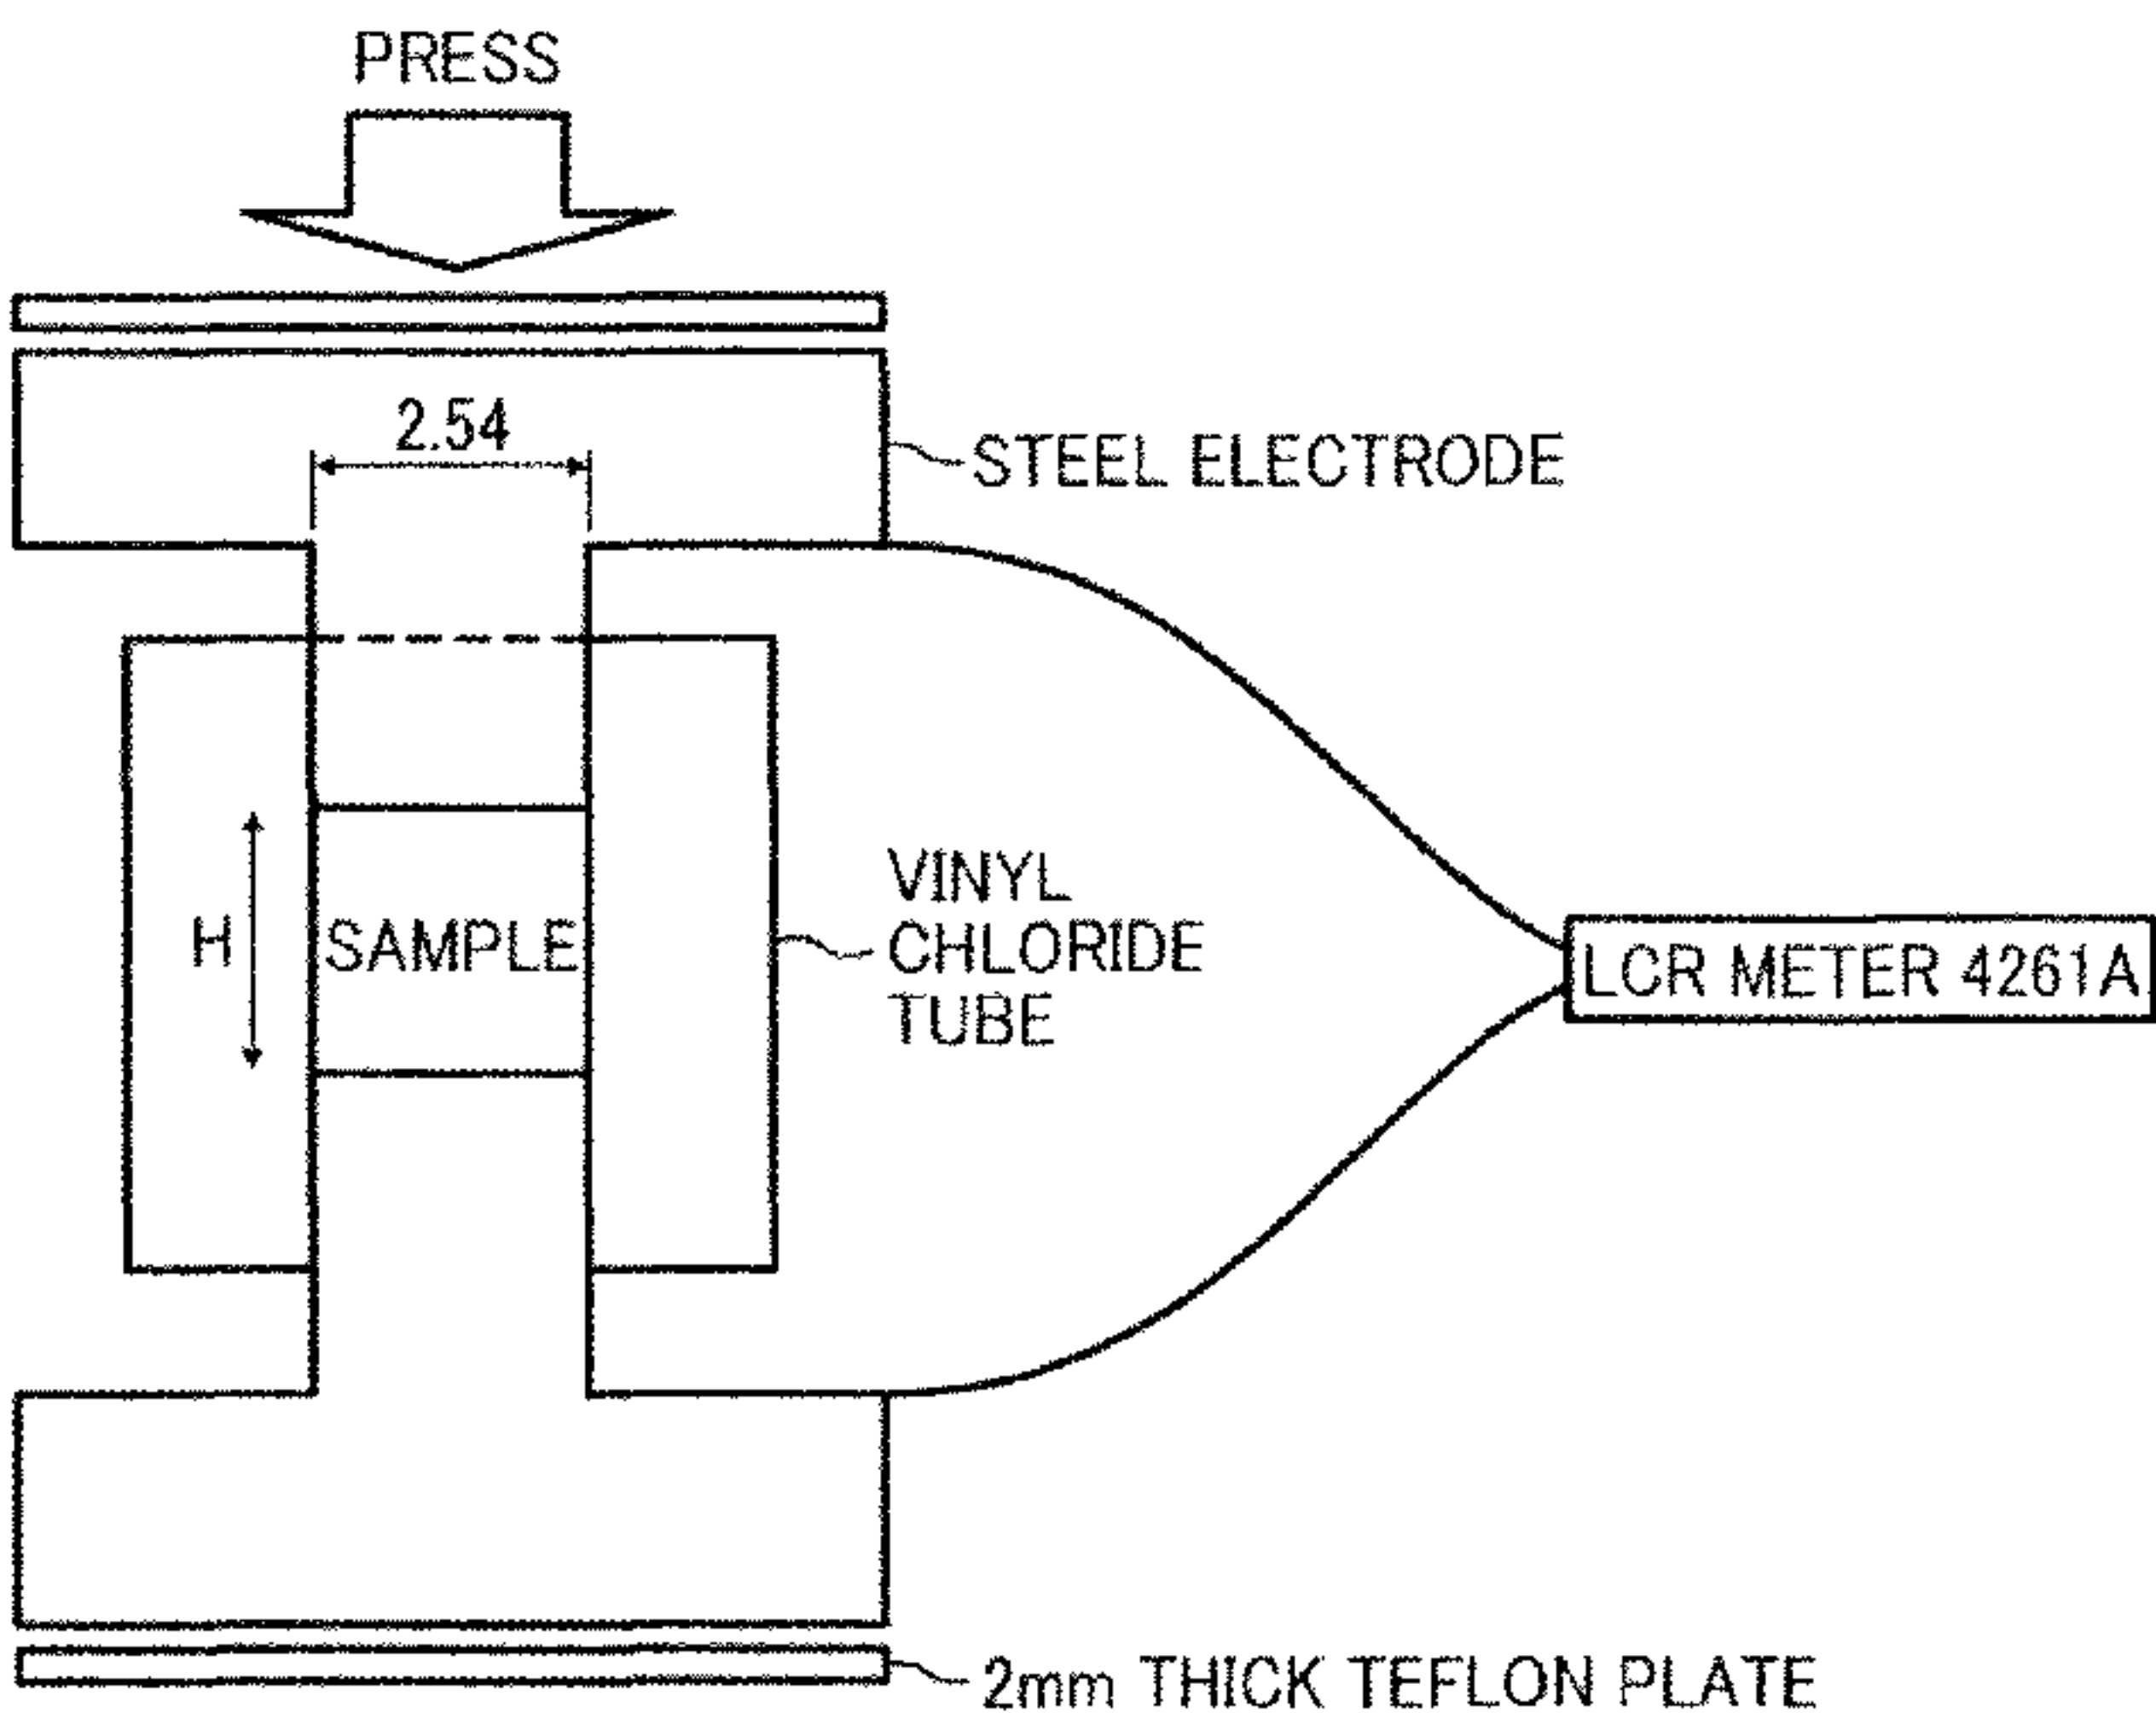 PRESS
2.54
STEEL ELECTRODE
H
SAMPLE
VINYL
CHLORIDE
TUBE
LCR METER 4261A
2mm THICK TEFLON PLATE